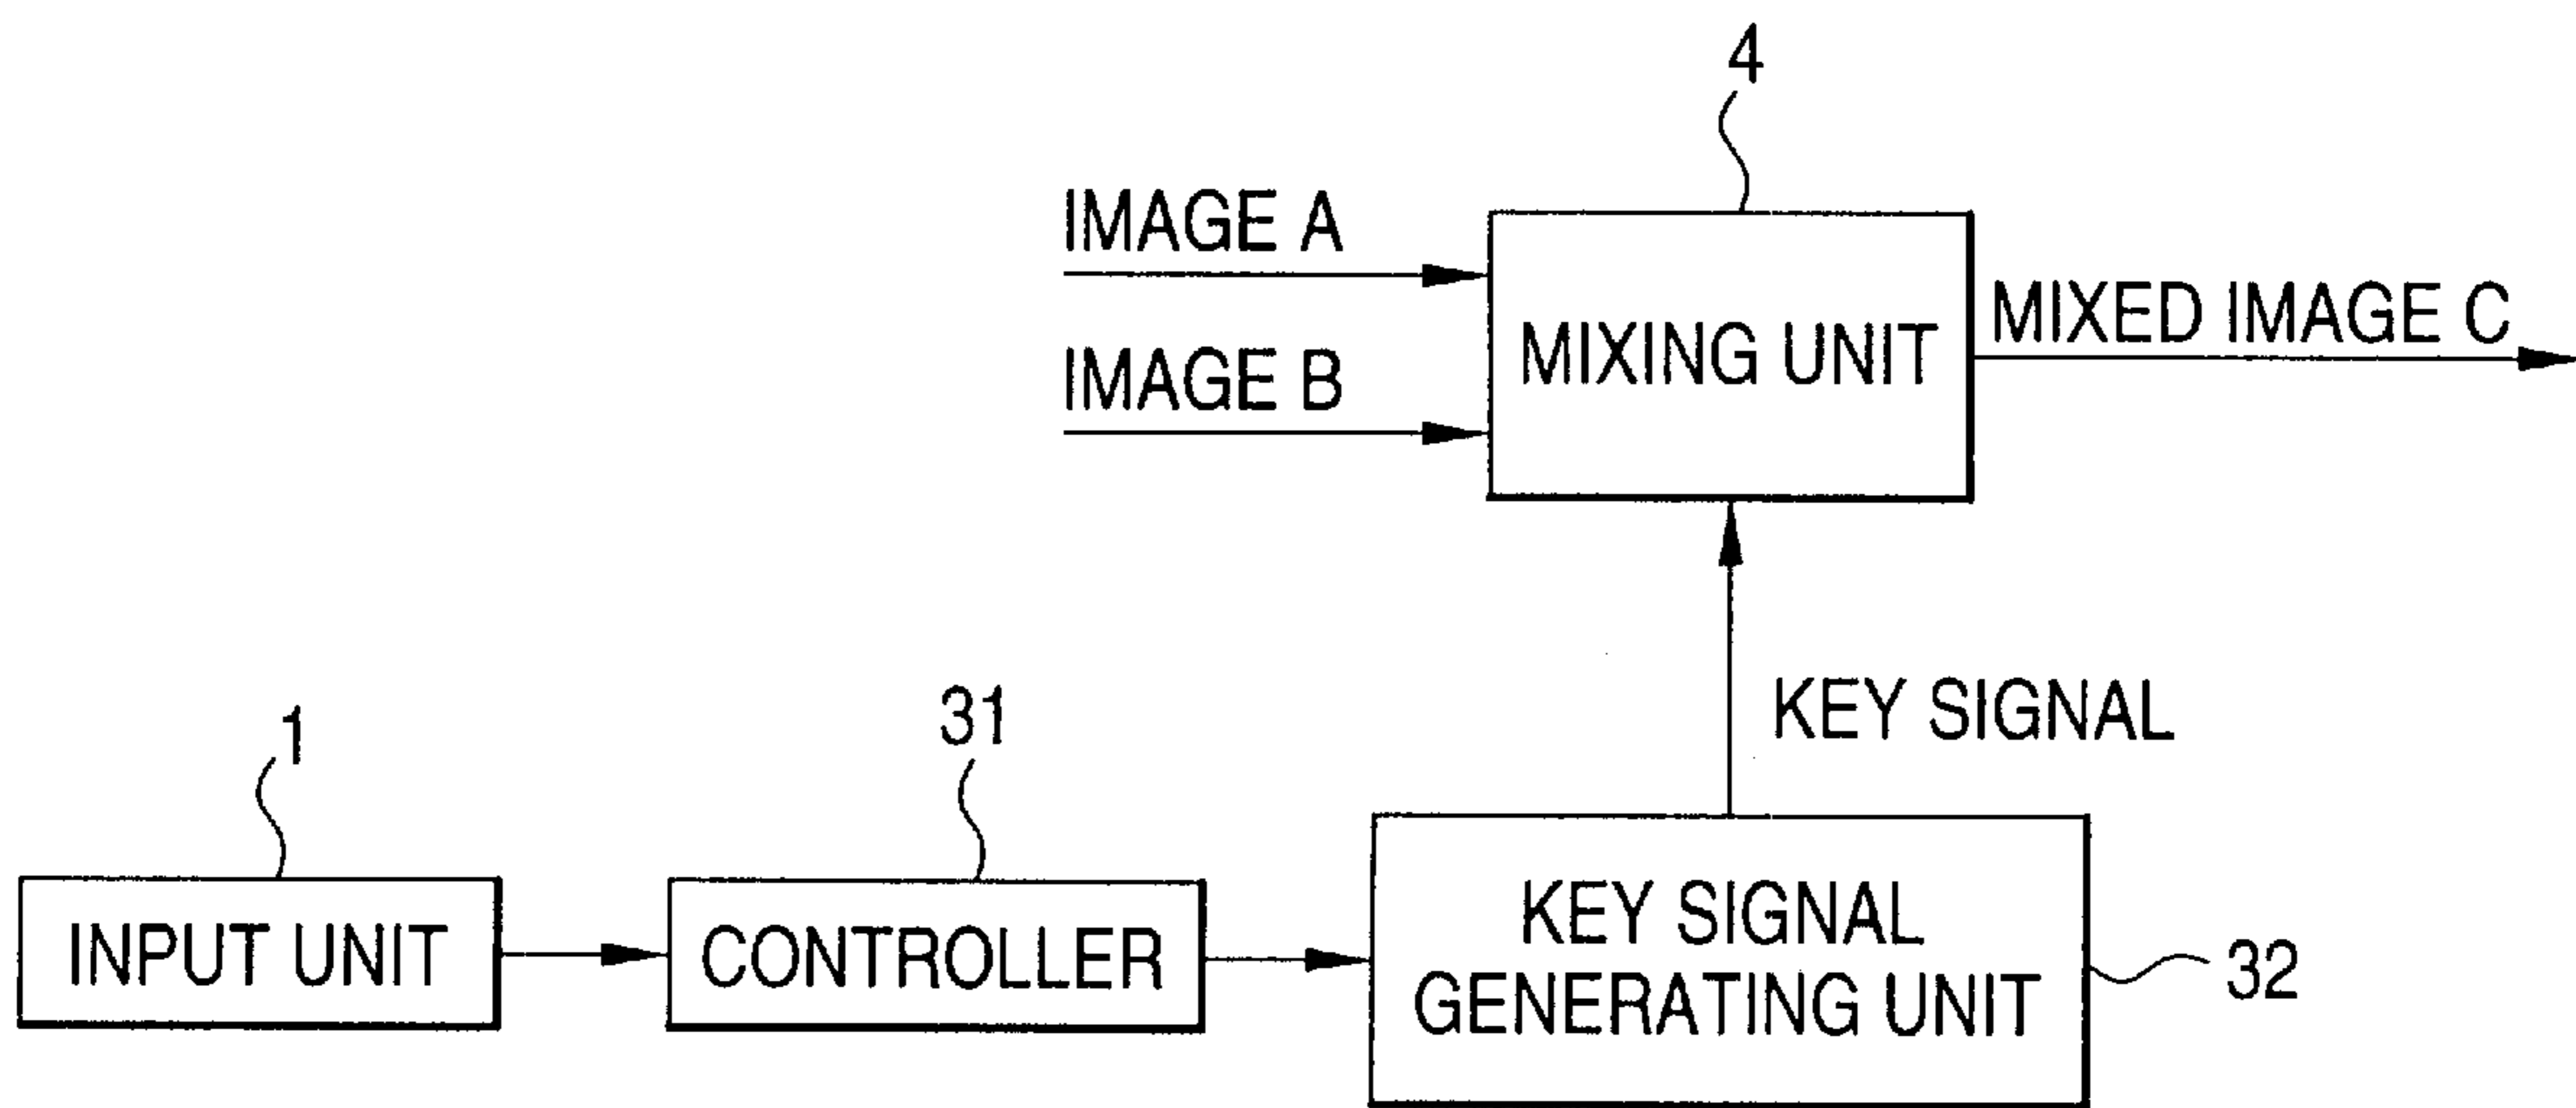 4
IMAGE A
IMAGE B
MIXING UNIT
MIXED IMAGE C
KEY SIGNAL
1
31
INPUT UNIT
CONTROLLER
KEY SIGNAL
GENERATING UNIT
32